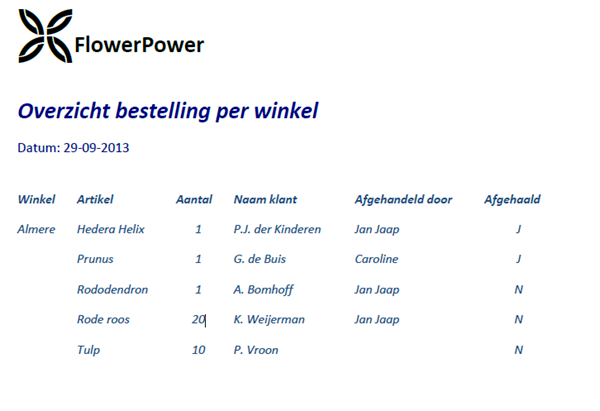 FlowerPower
Overzicht bestelling per winkel
Datum: 29-09-2013
Winkel Artikel Aantal Naam klant Afgehandeld door Afgehaald
Almere Hedera Helix 1 P.J. der Kinderen Jan Jaap J
Prunus 1 G. de Buis Caroline J
Rododendron 1 A. Bomhoff Jan Jaap N
Rode roos 20 K. Weijerman Jan Jaap N
Tulp 10 P. Vroon N